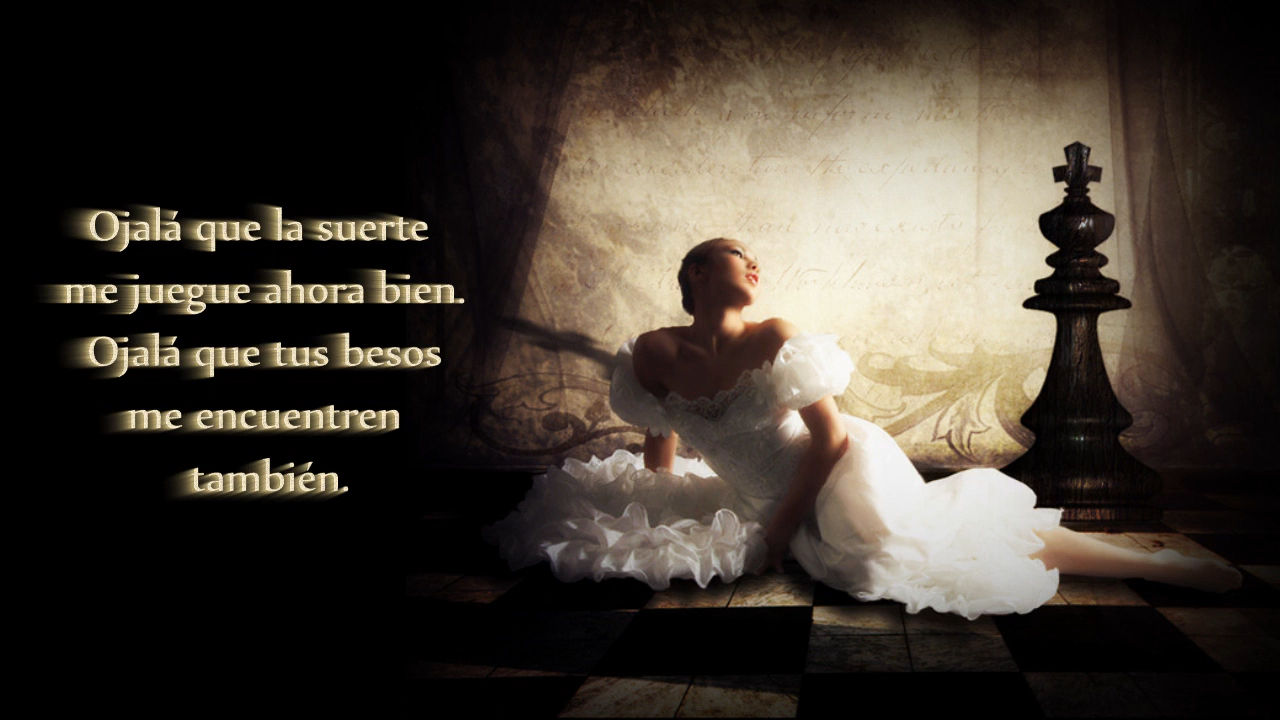 Ojalá que la suerte
me juegue ahora bien.
Ojalá que tus besos
me encuentren
también.